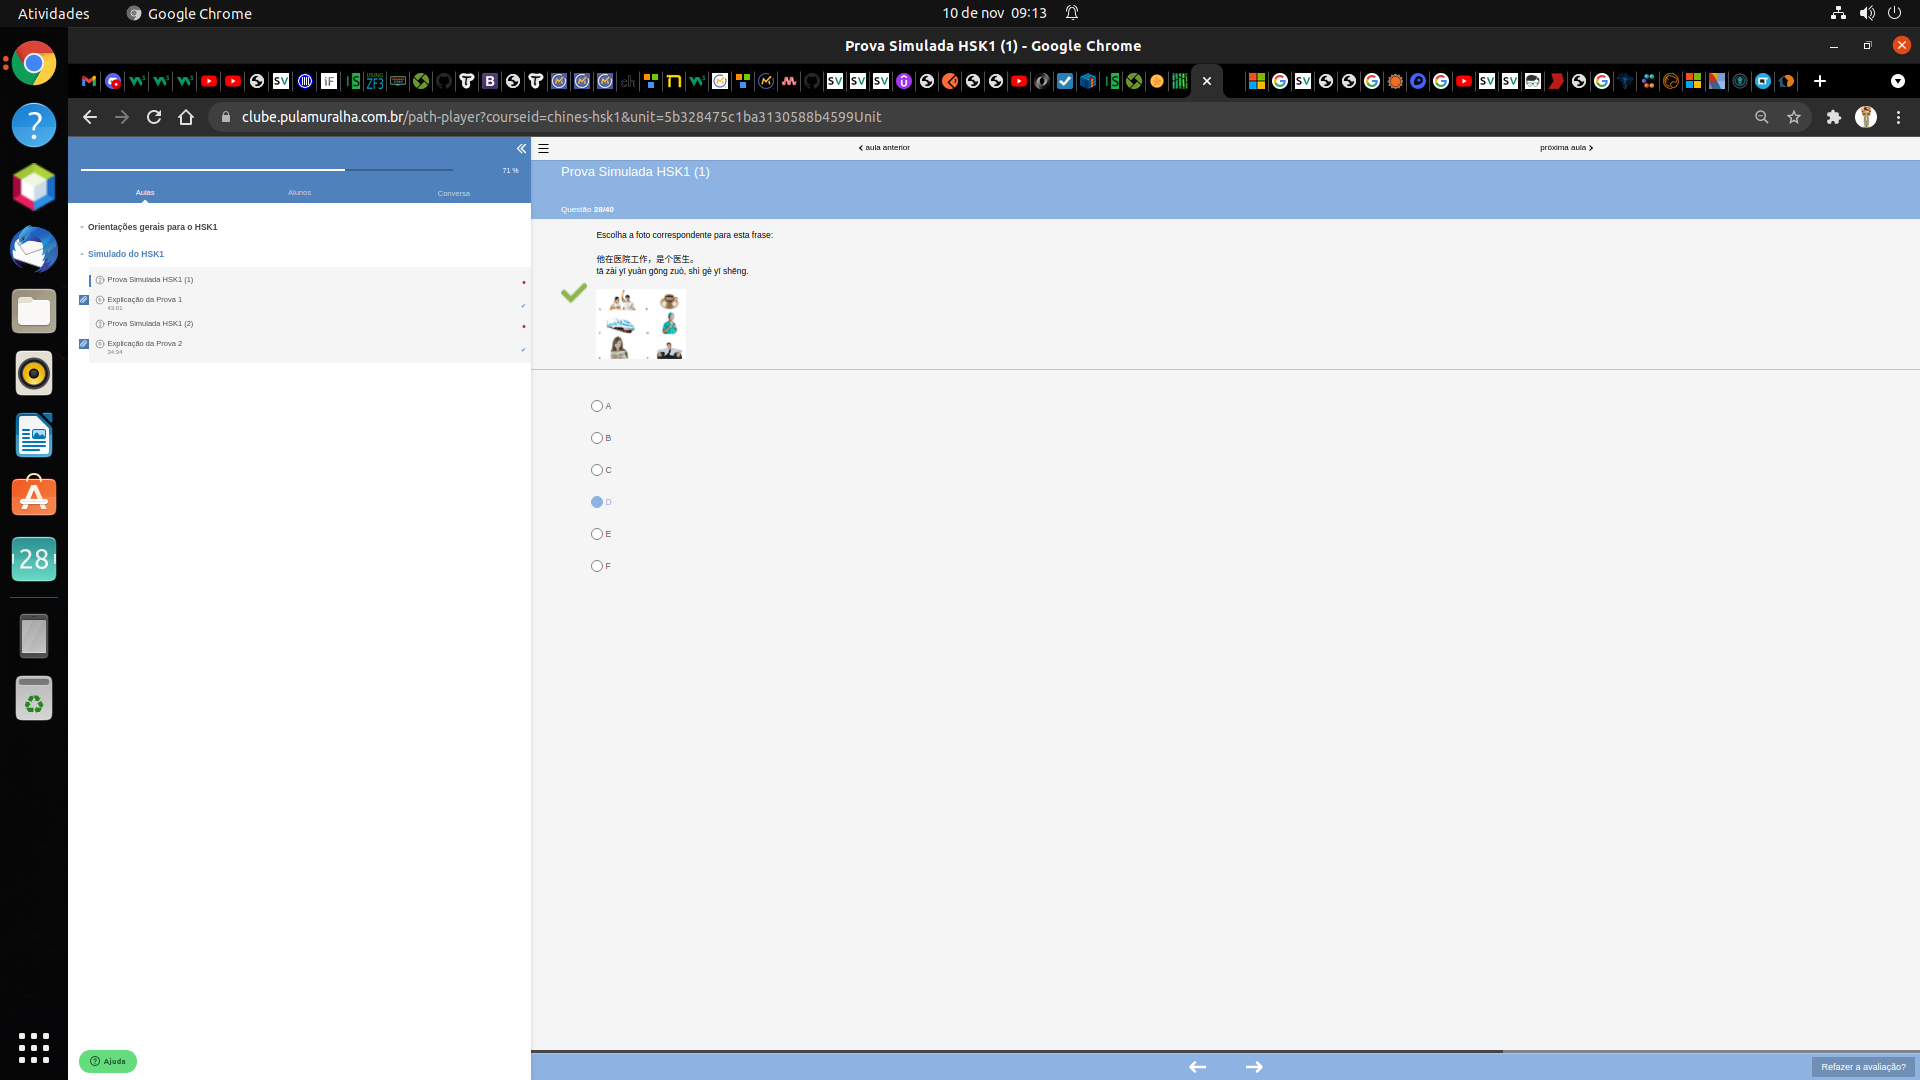 Atividades
Google Chrome
10 de nov 09:13
Prova Simulada HSK1 (1) - Google Chrome
clube.pulamuralha.com.br/path-player?courseid=chines-hsk1&unit=5b328475c1ba3130588b4599Unit
71 %
Aulas
Alunos
Conversa
Orientações gerais para o HSK1
Simulado do HSK1
Prova Simulada HSK1 (1)
Explicação da Prova 1
43:01
Prova Simulada HSK1 (2)
Explicação da Prova 2
34:34
Ajuda
aula anterior
próxima aula
Prova Simulada HSK1 (1)
Questão 28/40
Escolha a foto correspondente para esta frase:
他在医院工作，是个医生。
tā zài yī yuàn gōng zuò, shì gè yī shēng.
A
B
C
D
E
F
Refazer a avaliação?
28